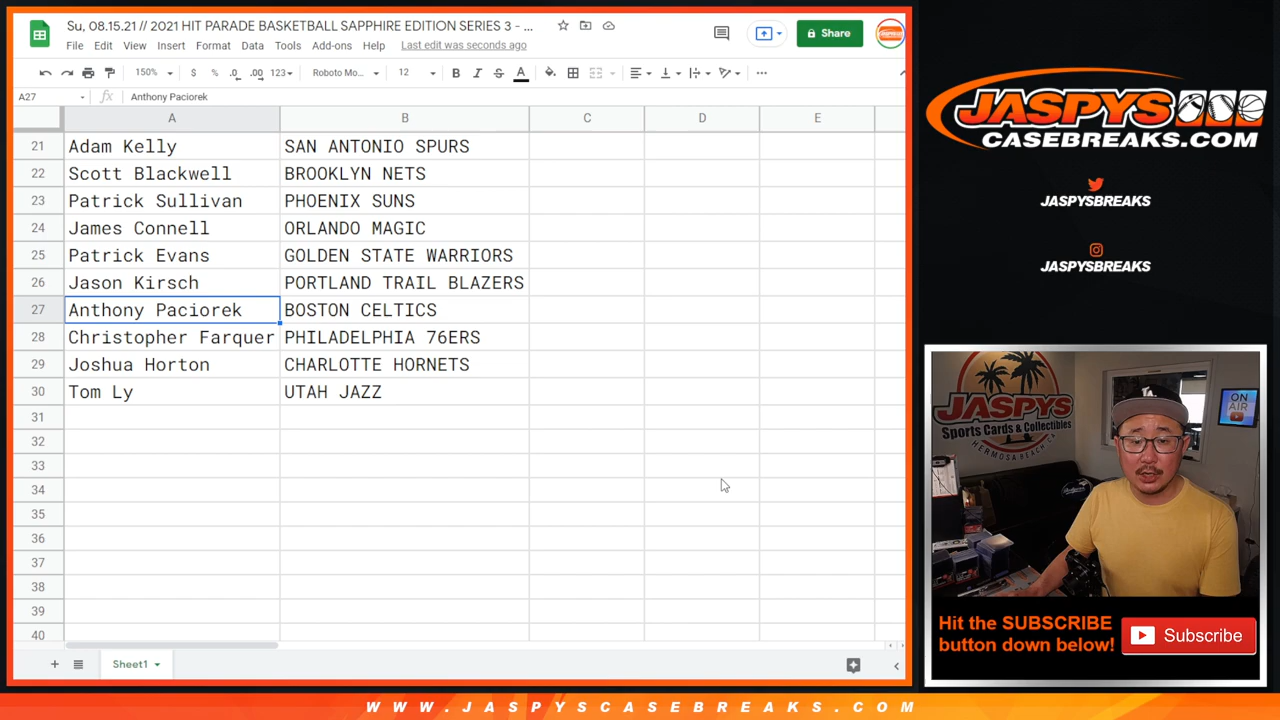 Su, 08.15.21 // 2021 HIT PARADE BASKETBALL SAPPHIRE EDITION SERIES 3 - ...
File Edit View Insert Format Data Tools Add-ons Help Last edit was seconds ago
Share
150% $ % .0 .00 123 Roboto Mo... 12 B I S A
A27 fx Anthony Paciorek
A B C D E
21 Adam Kelly SAN ANTONIO SPURS
22 Scott Blackwell BROOKLYN NETS
23 Patrick Sullivan PHOENIX SUNS
24 James Connell ORLANDO MAGIC
25 Patrick Evans GOLDEN STATE WARRIORS
26 Jason Kirsch PORTLAND TRAIL BLAZERS
27 Anthony Paciorek BOSTON CELTICS
28 Christopher Farquer PHILADELPHIA 76ERS
29 Joshua Horton CHARLOTTE HORNETS
30 Tom Ly UTAH JAZZ
31
32
33
34
35
36
37
38
39
40
Sheet1
JASPYS
CASEBREAKS.COM
JASPYSBREAKS
JASPYSBREAKS
JASPYS
Sports Cards & Collectibles
HERMOSA BEACH, CA
ON
AIR
LA
Hit the SUBSCRIBE
button down below!
Subscribe
WWW.JASPYSCASEBREAKS.COM